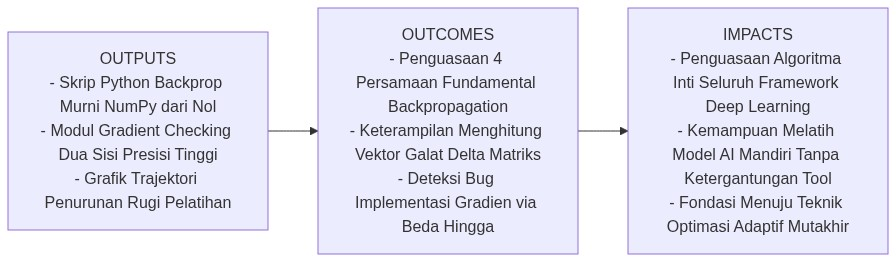 OUTPUTS
- Skrip Python Backprop
Murni NumPy dari Nol
- Modul Gradient Checking
Dua Sisi Presisi Tinggi
- Grafik Trajektori
Penurunan Rugi Pelatihan
OUTCOMES
- Penguasaan 4
Persamaan Fundamental
Backpropagation
- Keterampilan Menghitung
Vektor Galat Delta Matriks
- Deteksi Bug
Implementasi Gradien via
Beda Hingga
IMPACTS
- Penguasaan Algoritma
Inti Seluruh Framework
Deep Learning
- Kemampuan Melatih
Model AI Mandiri Tanpa
Ketergantungan Tool
- Fondasi Menuju Teknik
Optimasi Adaptif Mutakhir